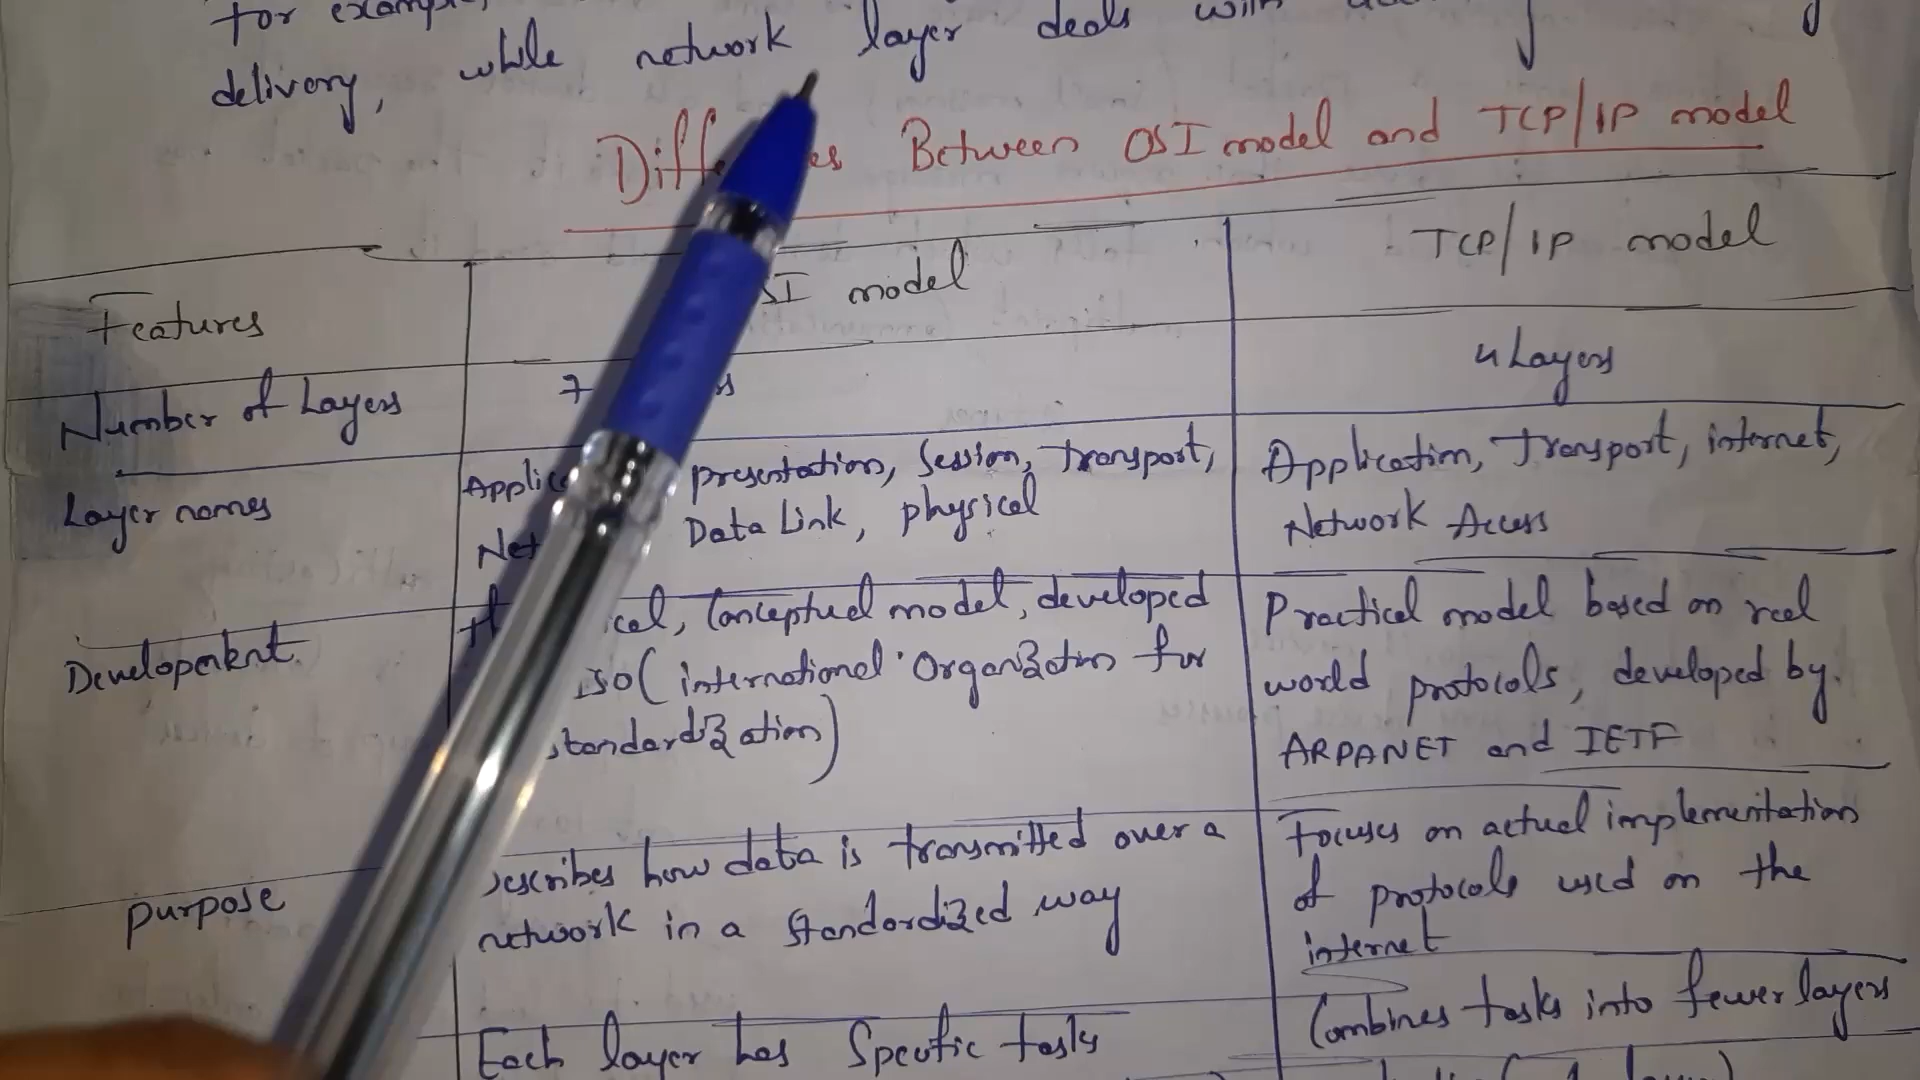 for example,
delivery, while network layer deals with
Between OSI model and TCP/IP model
Features
model
TCP/IP model
Number of Layers
7
4 Layers
Layer names
presentation, Session, Transport,
Data Link, physical
Application, Transport, internet,
Network Access
Conceptual model, developed
ISO (international Organization for
standardization)
Practical model based on real
world protocols, developed by
ARPANET and IETF
purpose
Describes how data is transmitted over a
network in a standardized way
Focuses on actual implementation
of protocols used on the
internet
Each layer has Specific tasks
Combines tasks into fewer layers